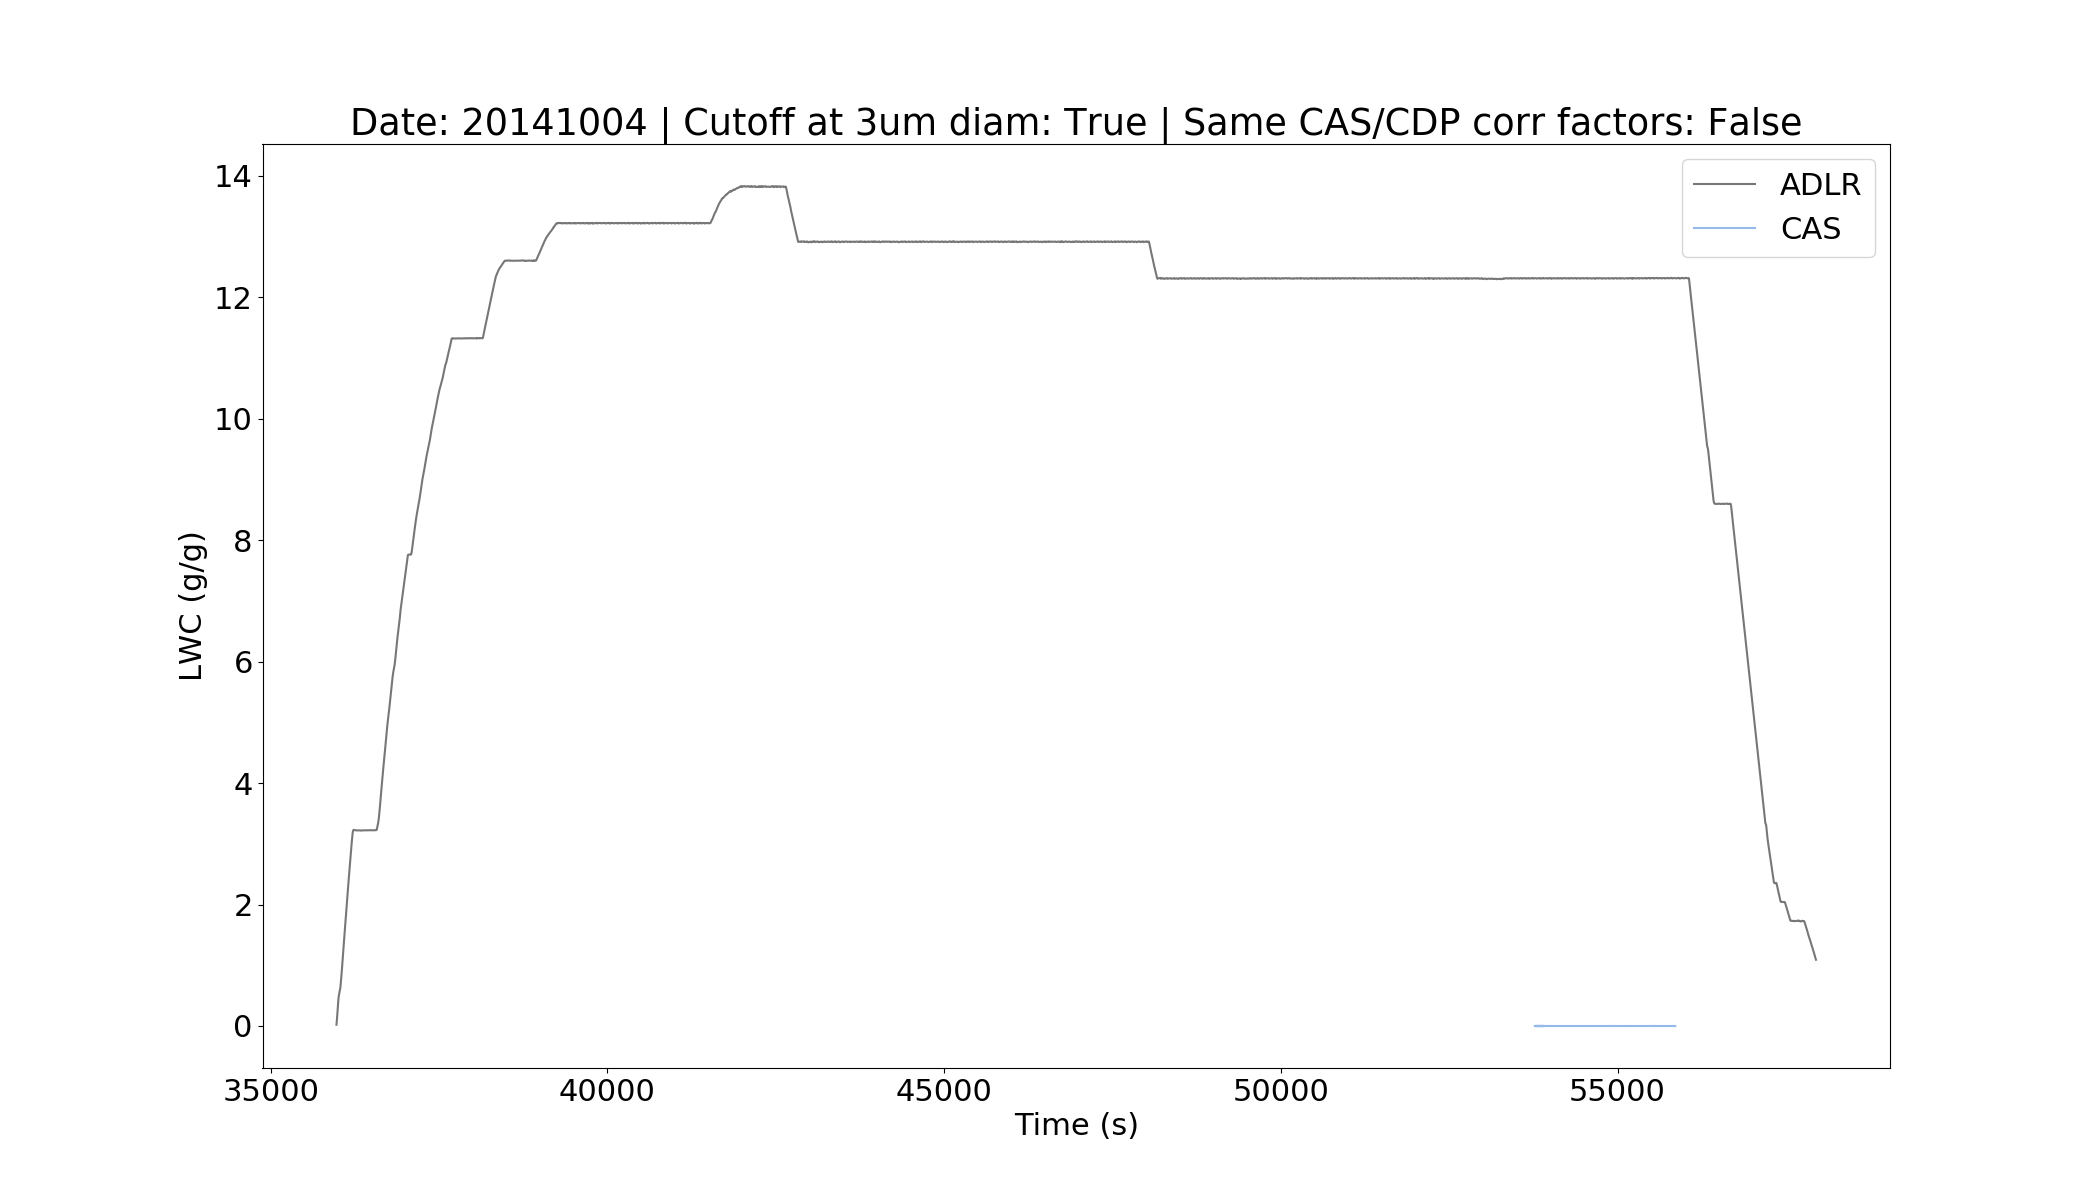 Date: 20141004 | Cutoff at 3um diam: True | Same CAS/CDP corr factors: False
ADLR
CAS
14
12
10
8
6
4
2
0
LWC (g/g)
35000 40000 45000 50000 55000
Time (s)